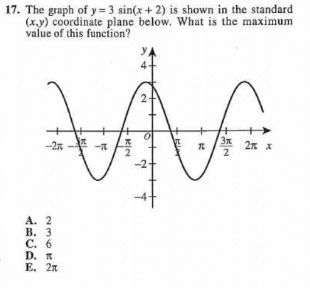 17. The graph of y = 3 sin(x + 2) is shown in the standard
(x,y) coordinate plane below. What is the maximum
value of this function?
y
4
2
O
-2π -3π/2 -π -π/2 π/2 π 3π/2 2π x
-2
-4
A. 2
B. 3
C. 6
D. π
E. 2π